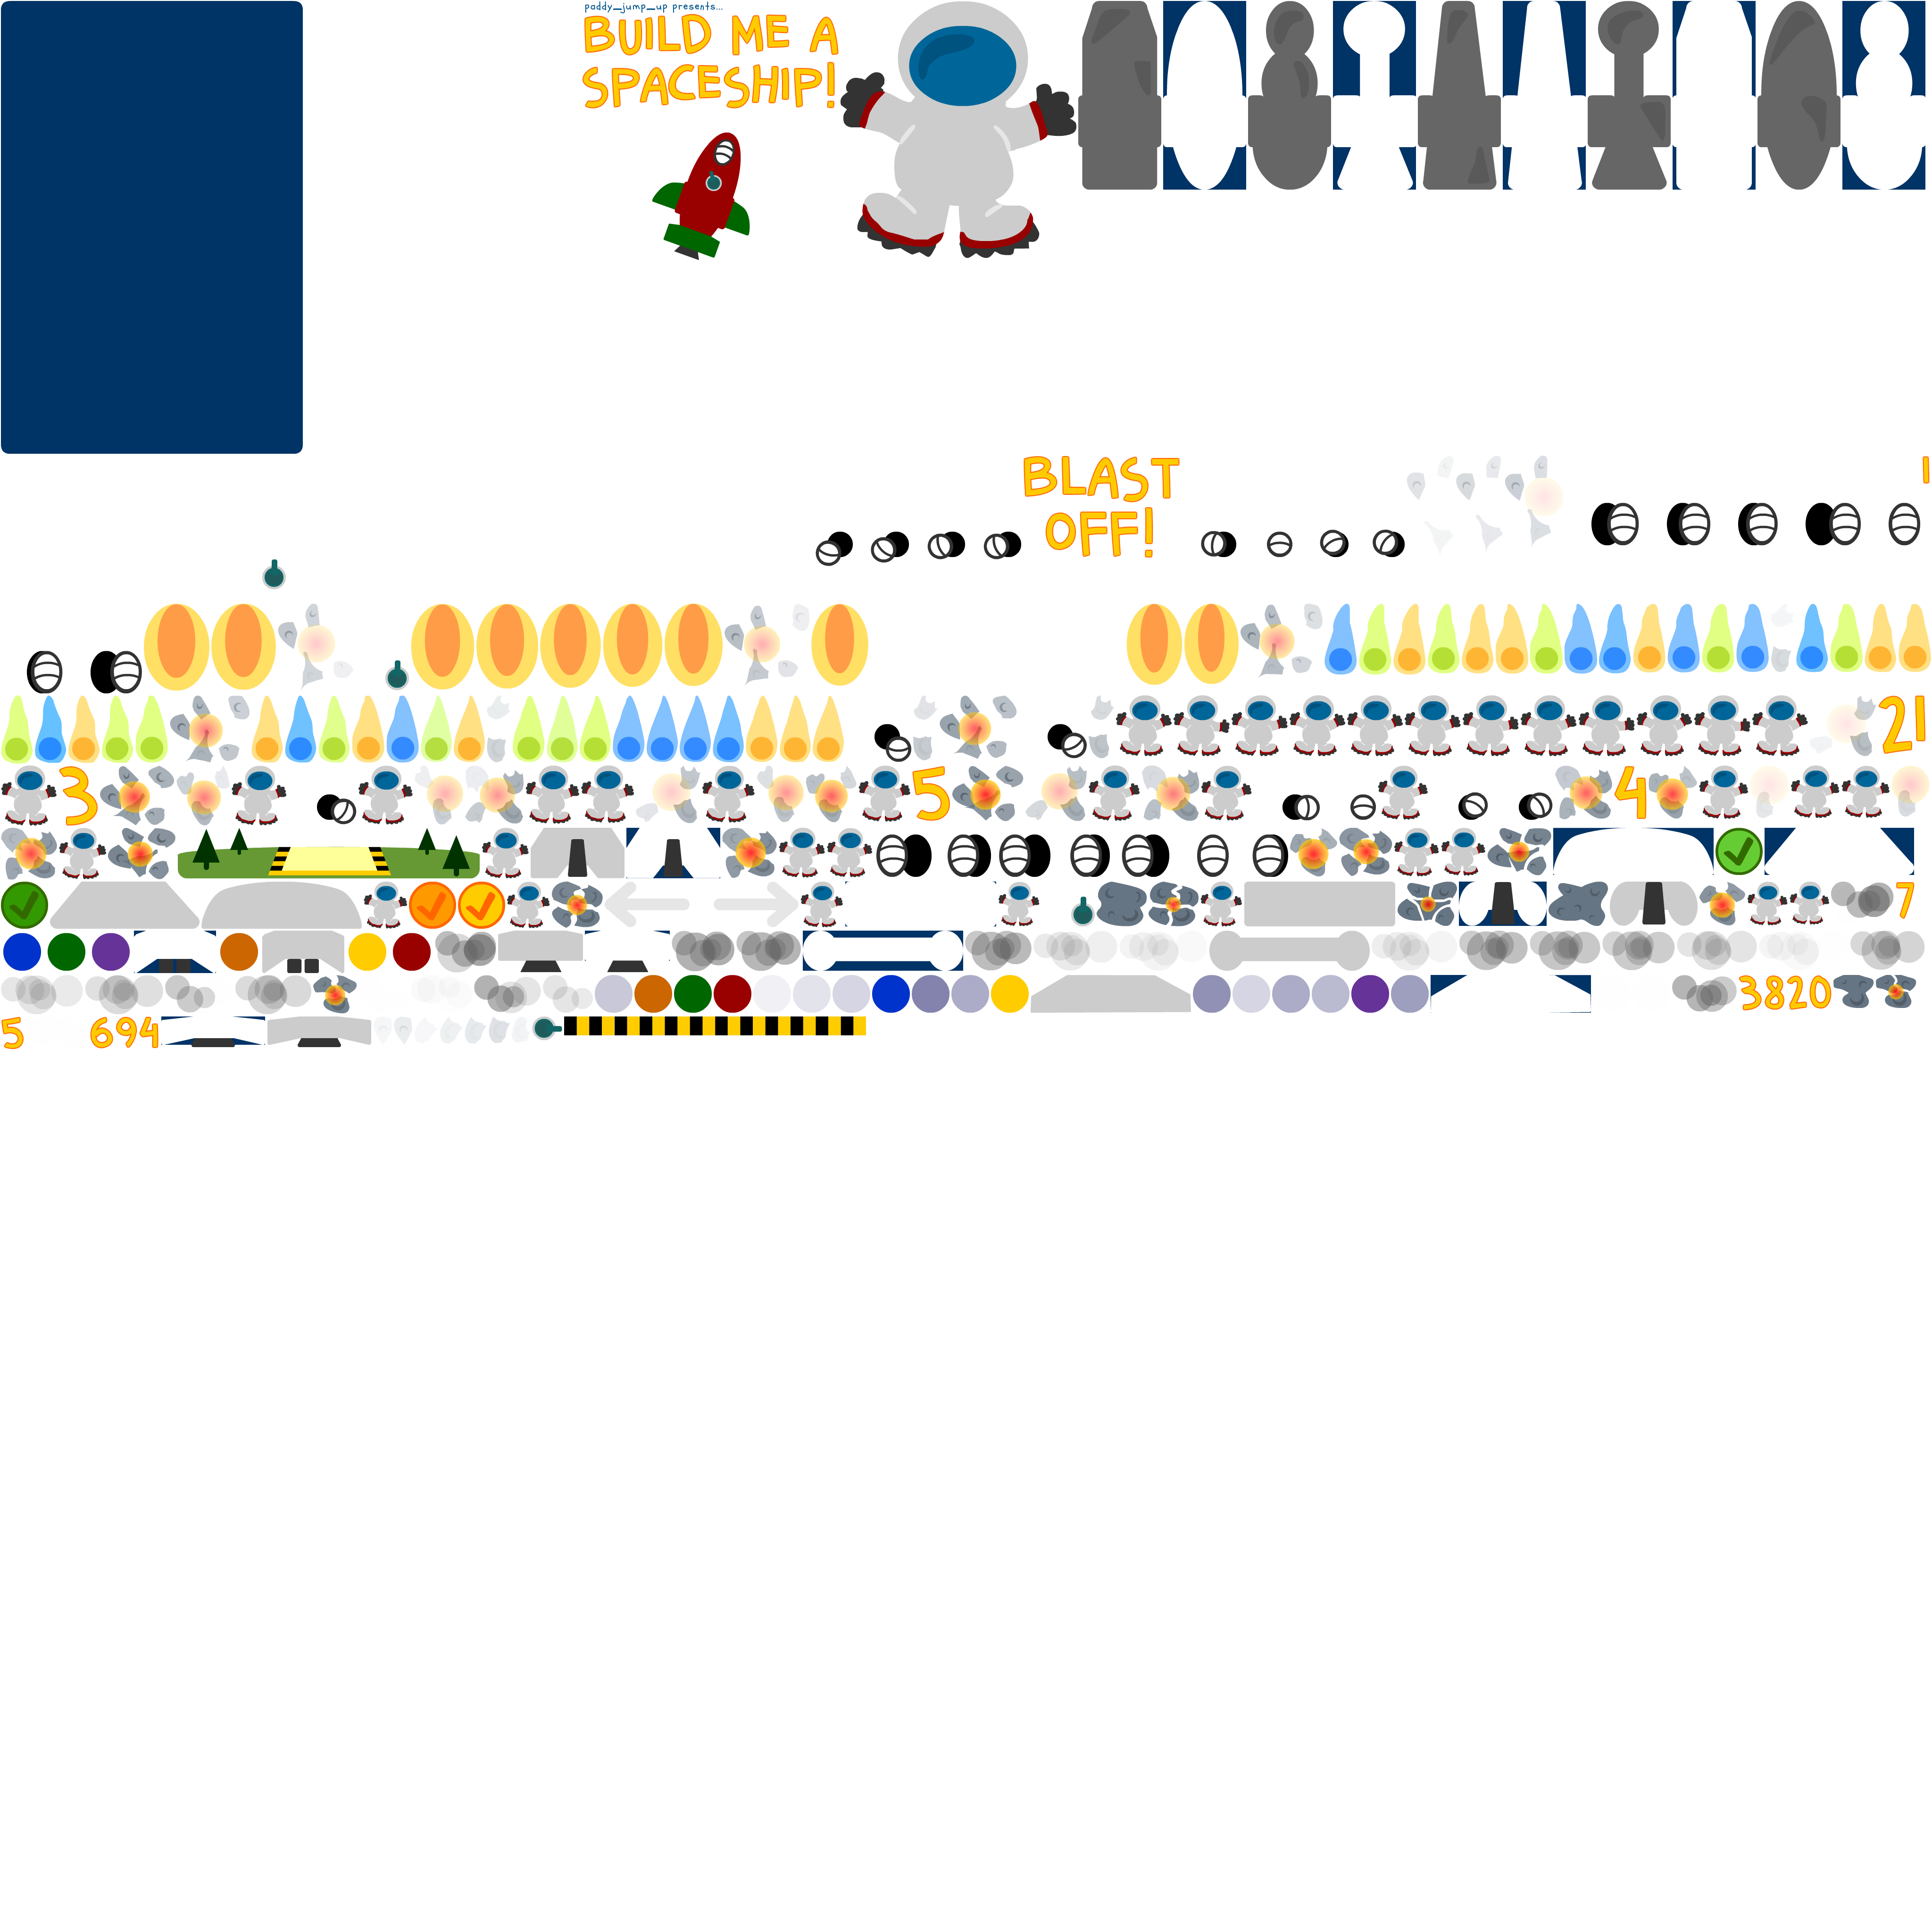 paddy_jump_up presents...
BUILD ME A
SPACESHIP!
BLAST
OFF!
1
21
3
5
4
7
3820
5
694